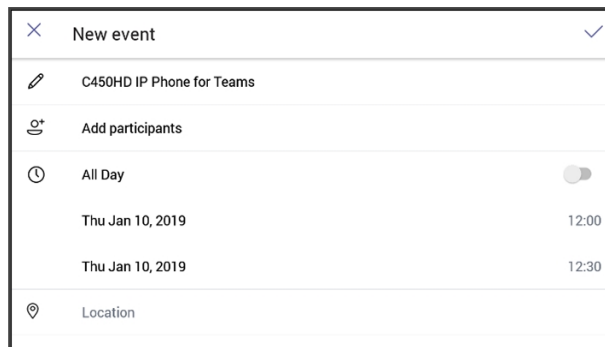 New event
C450HD IP Phone for Teams
Add participants
All Day
Thu Jan 10, 2019 12:00
Thu Jan 10, 2019 12:30
Location